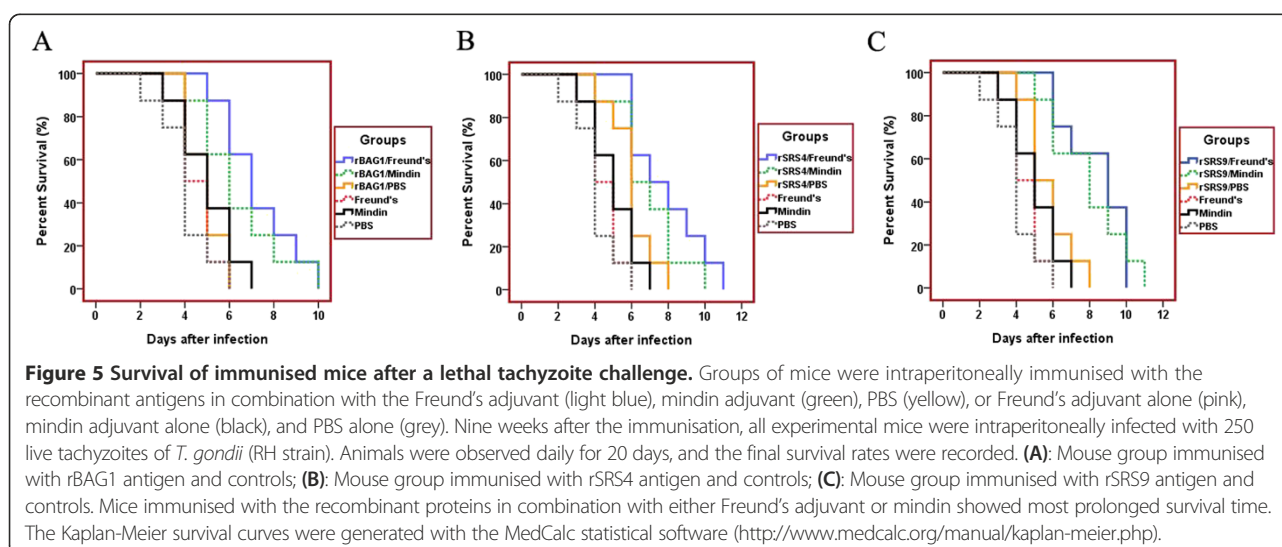 A
B
C
Percent Survival (%)
100
80
60
40
20
0
0 2 4 6 8 10
Days after infection
Groups
rBAG1/Freund's
rBAG1/Mindin
rBAG1/PBS
Freund's
Mindin
PBS
Percent Survival (%)
100
80
60
40
20
0
0 2 4 6 8 10 12
Days after infection
Groups
rSRS4/Freund's
rSRS4/Mindin
rSRS4/PBS
Freund's
Mindin
PBS
Percent Survival (%)
100
80
60
40
20
0
0 2 4 6 8 10 12
Days after infection
Groups
rSRS9/Freund's
rSRS9/Mindin
rSRS9/PBS
Freund's
Mindin
PBS
Figure 5 Survival of immunised mice after a lethal tachyzoite challenge. Groups of mice were intraperitoneally immunised with the
recombinant antigens in combination with the Freund's adjuvant (light blue), mindin adjuvant (green), PBS (yellow), or Freund's adjuvant alone (pink),
mindin adjuvant alone (black), and PBS alone (grey). Nine weeks after the immunisation, all experimental mice were intraperitoneally infected with 250
live tachyzoites of T. gondii (RH strain). Animals were observed daily for 20 days, and the final survival rates were recorded. (A): Mouse group immunised
with rBAG1 antigen and controls; (B): Mouse group immunised with rSRS4 antigen and controls; (C): Mouse group immunised with rSRS9 antigen and
controls. Mice immunised with the recombinant proteins in combination with either Freund's adjuvant or mindin showed most prolonged survival time.
The Kaplan-Meier survival curves were generated with the MedCalc statistical software (http://www.medcalc.org/manual/kaplan-meier.php).